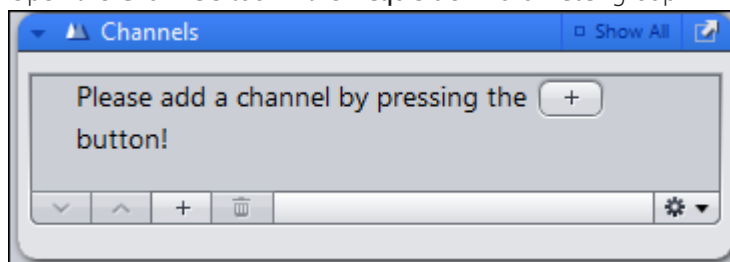 Channels
Show All
Please add a channel by pressing the +
button!
+